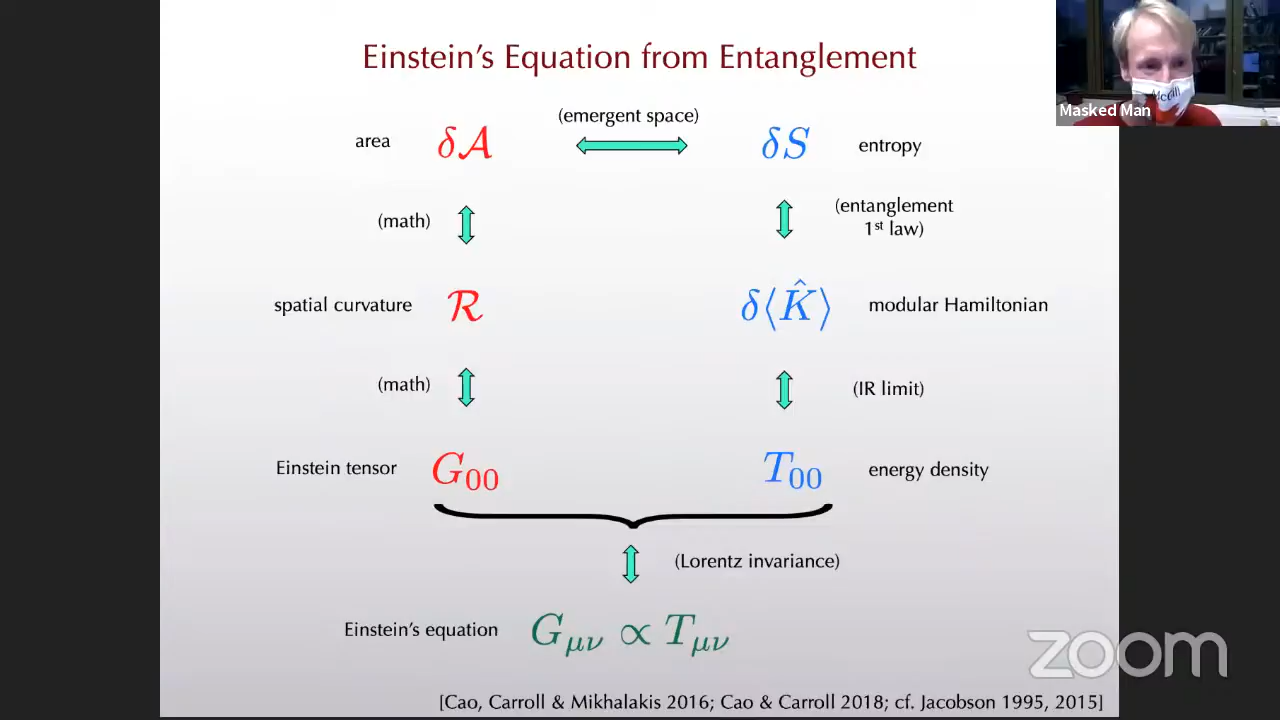 Einstein's Equation from Entanglement
(emergent space)
area δ𝒜 δS entropy
(math) (entanglement
1st law)
spatial curvature ℛ δ⟨K̂⟩ modular Hamiltonian
(math) (IR limit)
Einstein tensor G₀₀ T₀₀ energy density
(Lorentz invariance)
Einstein's equation Gμν ∝ Tμν
[Cao, Carroll & Mikhalakis 2016; Cao & Carroll 2018; cf. Jacobson 1995, 2015]
McGill
Masked Man
zoom